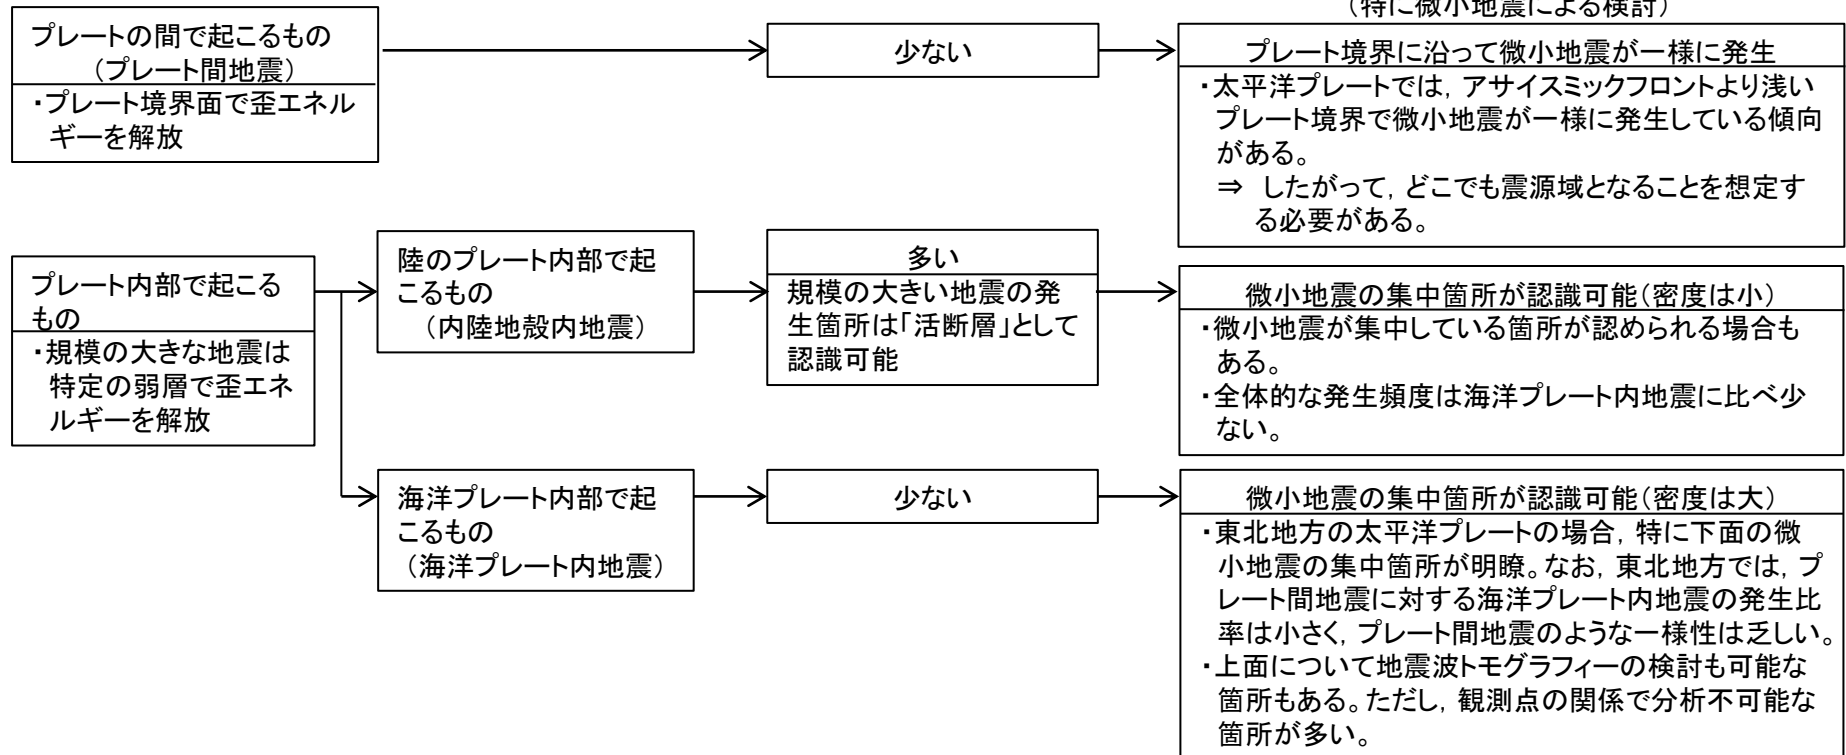 （特に微小地震による検討）
プレートの間で起こるもの
（プレート間地震）
・プレート境界面で歪エネル
ギーを解放
少ない
プレート境界に沿って微小地震が一様に発生
・太平洋プレートでは，アサイスミックフロントより浅い
プレート境界で微小地震が一様に発生している傾向
がある。
⇒ したがって，どこでも震源域となることを想定す
る必要がある。
プレート内部で起こる
もの
・規模の大きな地震は
特定の弱層で歪エネ
ルギーを解放
陸のプレート内部で起
こるもの
（内陸地殻内地震）
多い
規模の大きい地震の発
生箇所は「活断層」として
認識可能
微小地震の集中箇所が認識可能（密度は小）
・微小地震が集中している箇所が認められる場合も
ある。
・全体的な発生頻度は海洋プレート内地震に比べ少
ない。
海洋プレート内部で起
こるもの
（海洋プレート内地震）
少ない
微小地震の集中箇所が認識可能（密度は大）
・東北地方の太平洋プレートの場合，特に下面の微
小地震の集中箇所が明瞭。なお，東北地方では，プ
レート間地震に対する海洋プレート内地震の発生比
率は小さく，プレート間地震のような一様性は乏しい。
・上面について地震波トモグラフィーの検討も可能な
箇所もある。ただし，観測点の関係で分析不可能な
箇所が多い。